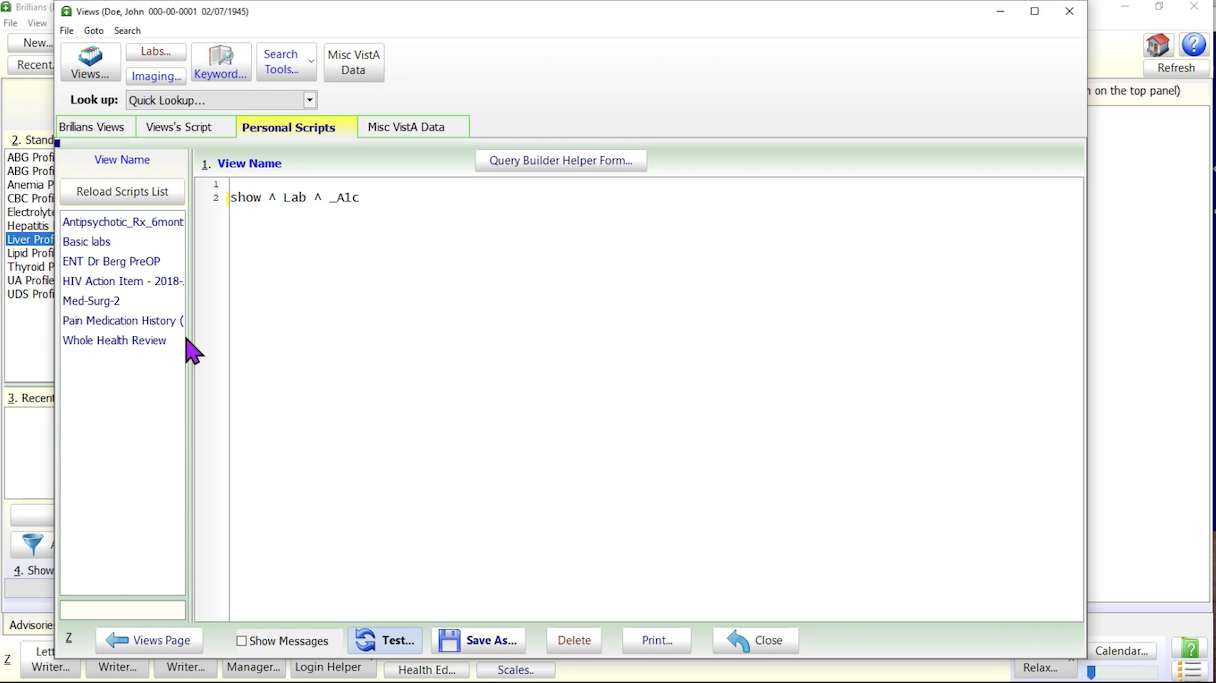 Brillians (
File View
New...
Recent.
2. Stand
ABG Profi
ABG Profi
Anemia P
CBC Profi
Electrolyte
Hepatitis
Liver Prof
Lipid Profi
Thyroid P
UA Profile
UDS Profi
3. Recent
4. Show
Advisorie
Z
Views (Doe, John 000-00-0001 02/07/1945)
File Goto Search
Views...
Labs...
Imaging...
Keyword...
Search
Tools...
Misc VistA
Data
Look up: Quick Lookup...
Brilians Views
Views's Script
Personal Scripts
Misc VistA Data
View Name
Reload Scripts List
Antipsychotic_Rx_6mont
Basic labs
ENT Dr Berg PreOP
HIV Action Item - 2018-
Med-Surg-2
Pain Medication History (
Whole Health Review
1. View Name
Query Builder Helper Form...
1
2 show ^ Lab ^ _A1c
Z
Views Page
Show Messages
Test...
Save As...
Delete
Print...
Close
Lett
Writer...
Writer...
Writer...
Manager...
Login Helper
Health Ed...
Scales..
Refresh
n on the top panel)
Relax...
Calendar...